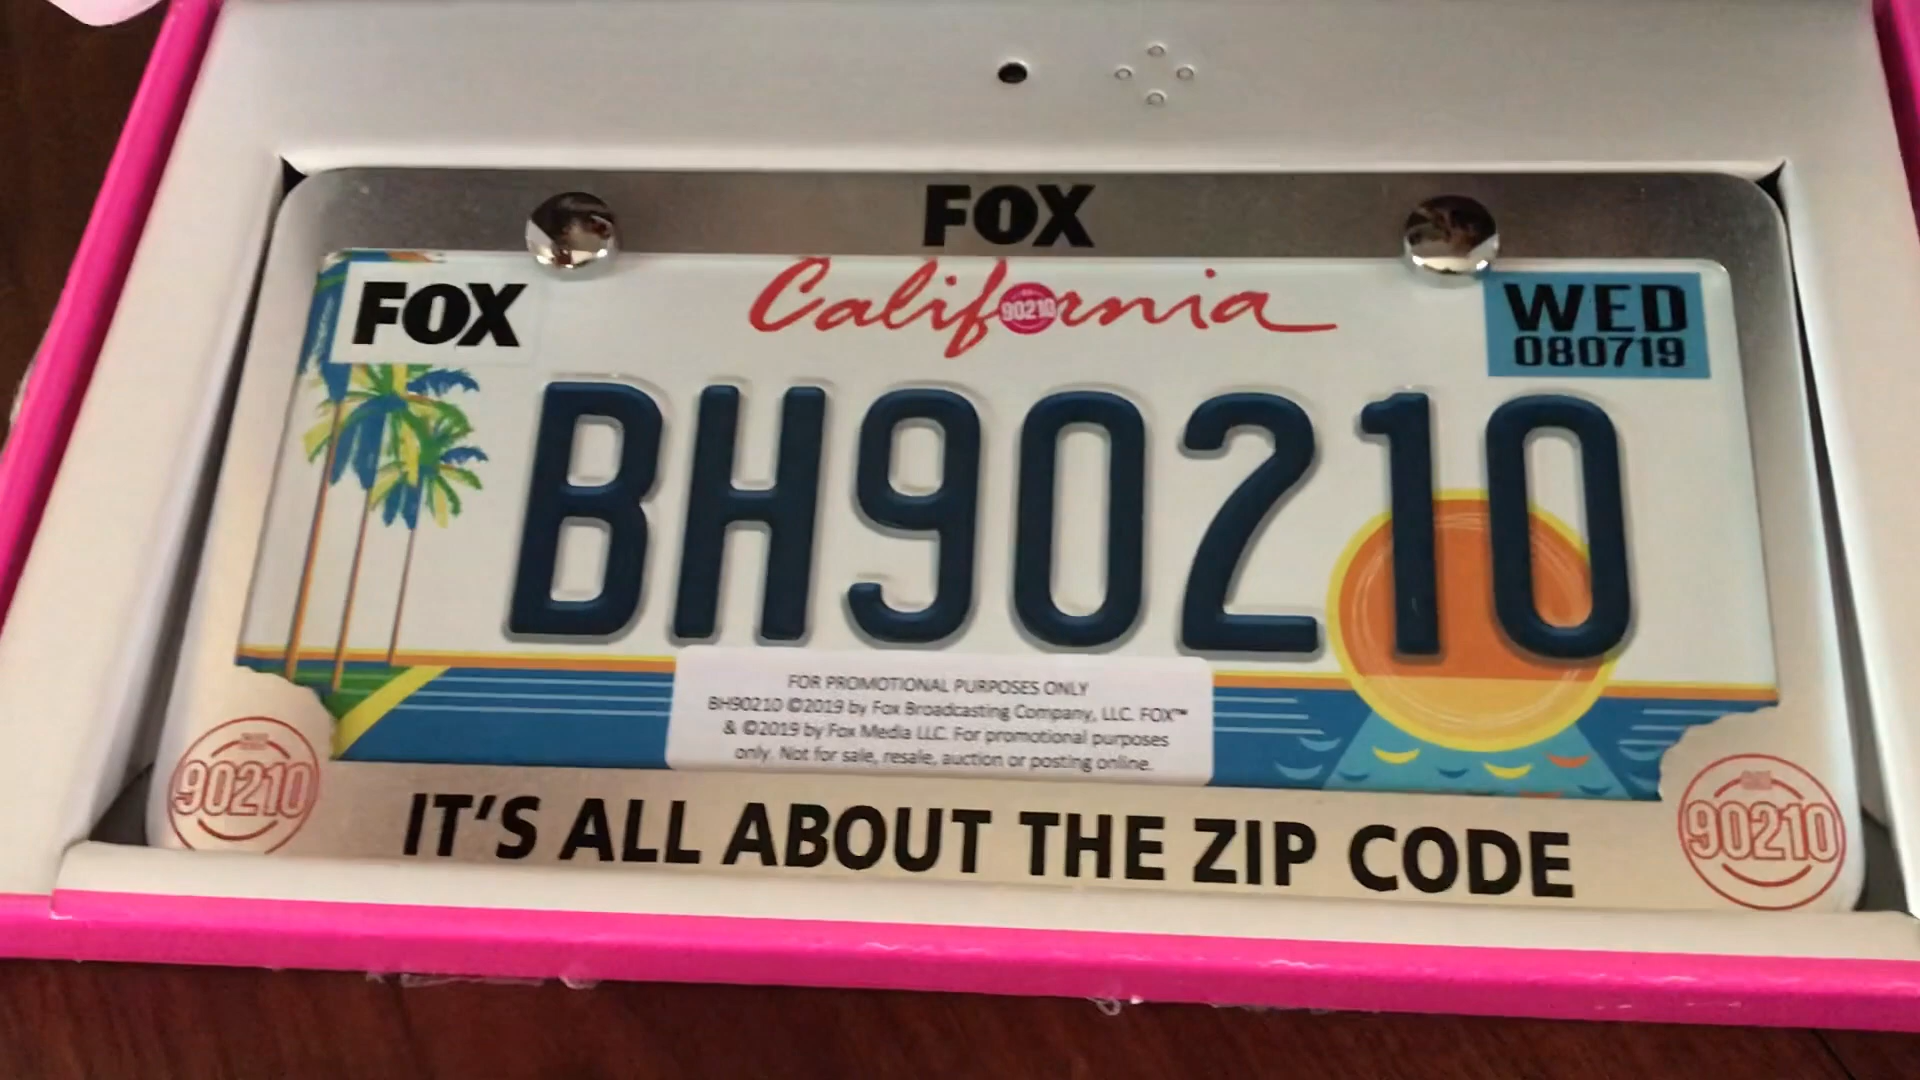 FOX
FOX
California
90210
WED
080719
BH90210
FOR PROMOTIONAL PURPOSES ONLY
BH90210 ©2019 by Fox Broadcasting Company, LLC. FOX™
& ©2019 by Fox Media LLC. For promotional purposes
only. Not for sale, resale, auction or posting online.
90210
90210
IT'S ALL ABOUT THE ZIP CODE